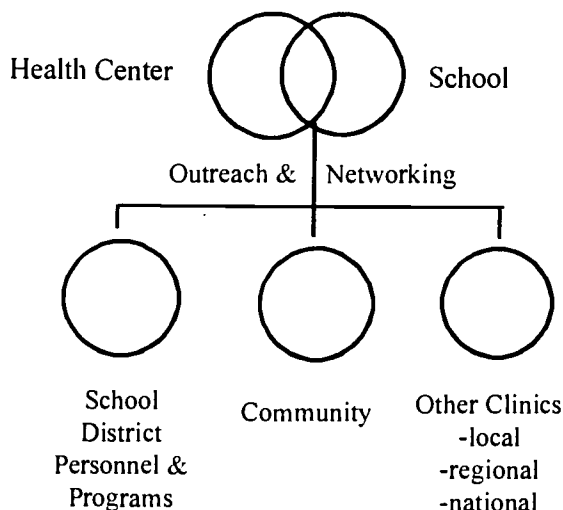 Health Center
School
Outreach & Networking
School
District
Personnel &
Programs
Community
Other Clinics
-local
-regional
-national